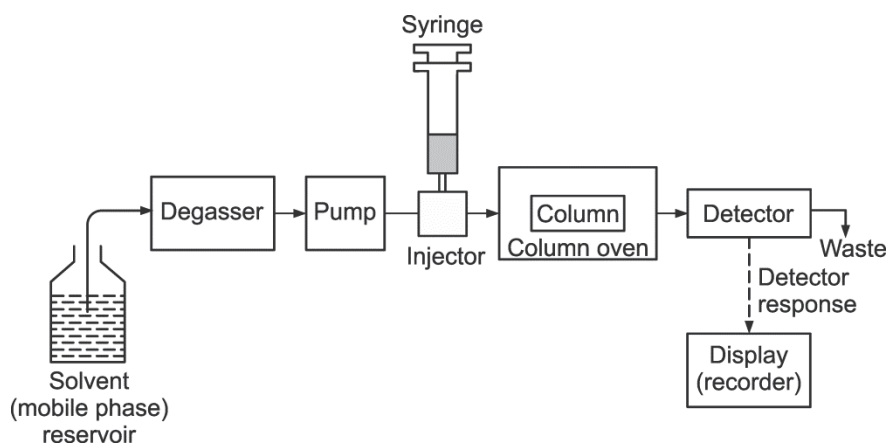 Syringe
Degasser
Pump
Injector
Column
Column oven
Detector
Waste
Detector
response
Display
(recorder)
Solvent
(mobile phase)
reservoir